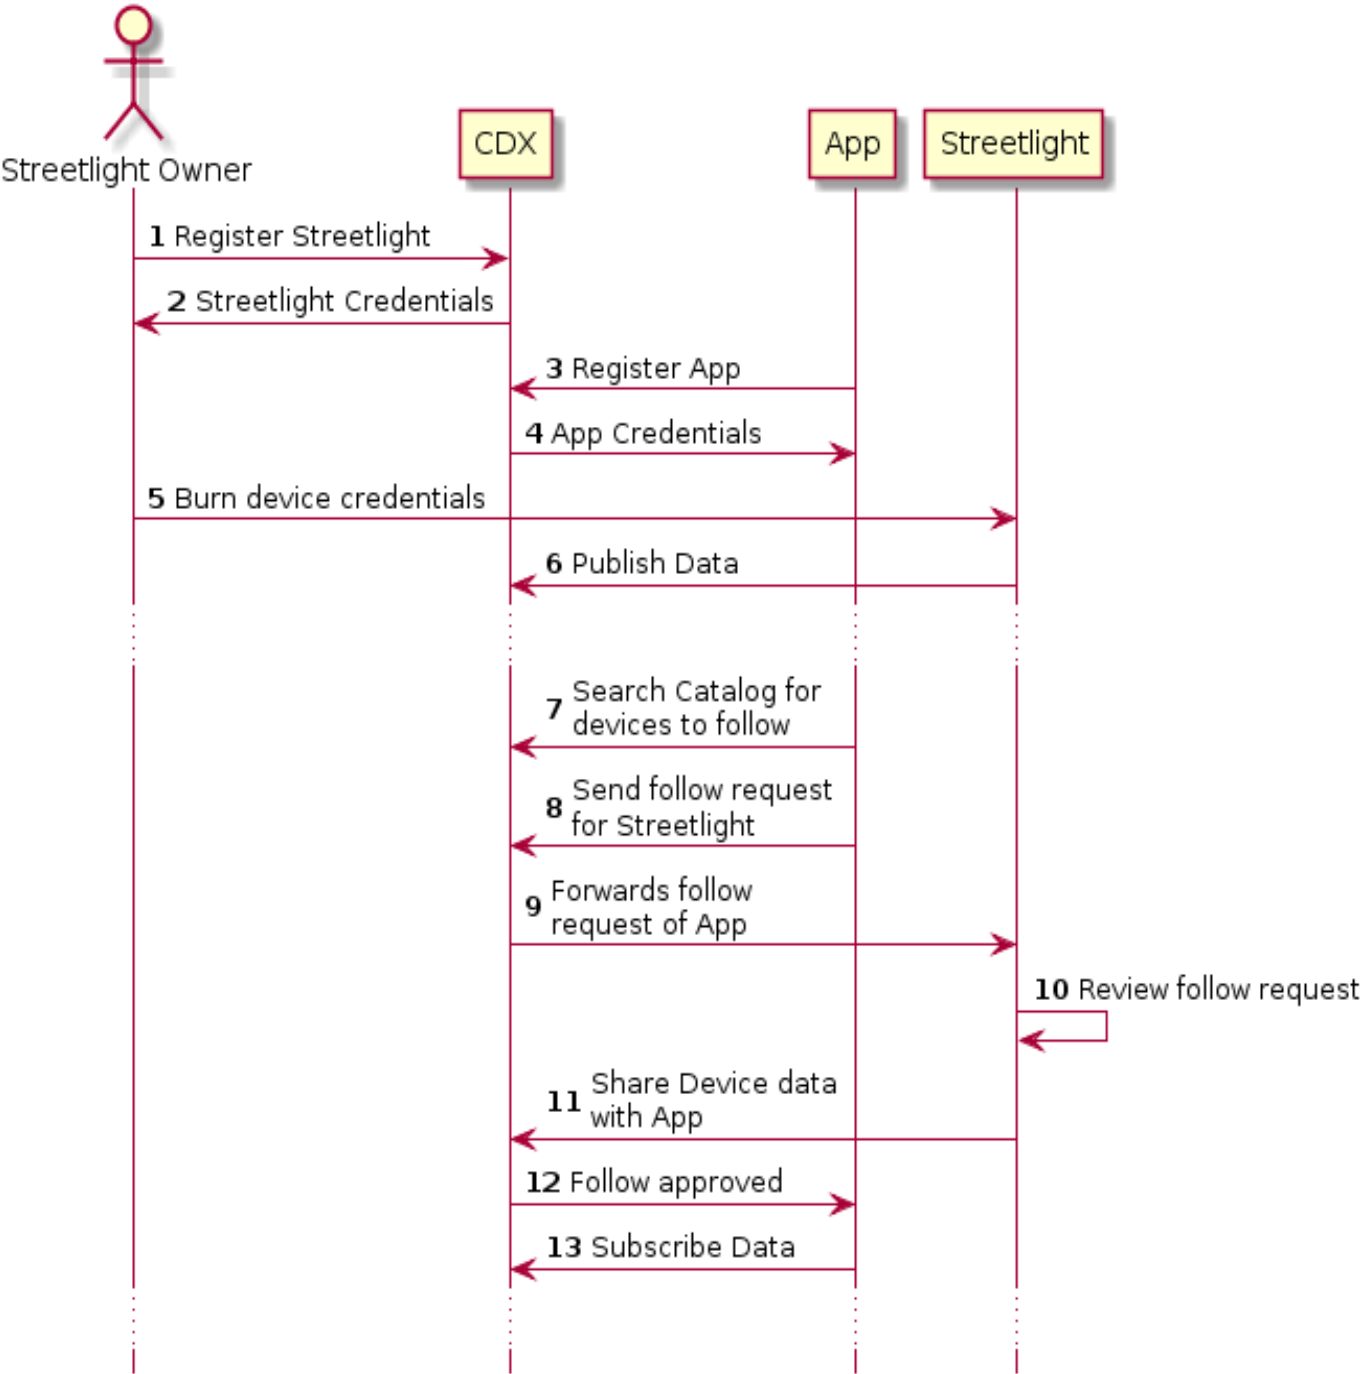 Streetlight Owner
CDX
App
Streetlight
1 Register Streetlight
2 Streetlight Credentials
3 Register App
4 App Credentials
5 Burn device credentials
6 Publish Data
7 Search Catalog for
devices to follow
8 Send follow request
for Streetlight
9 Forwards follow
request of App
10 Review follow request
11 Share Device data
with App
12 Follow approved
13 Subscribe Data